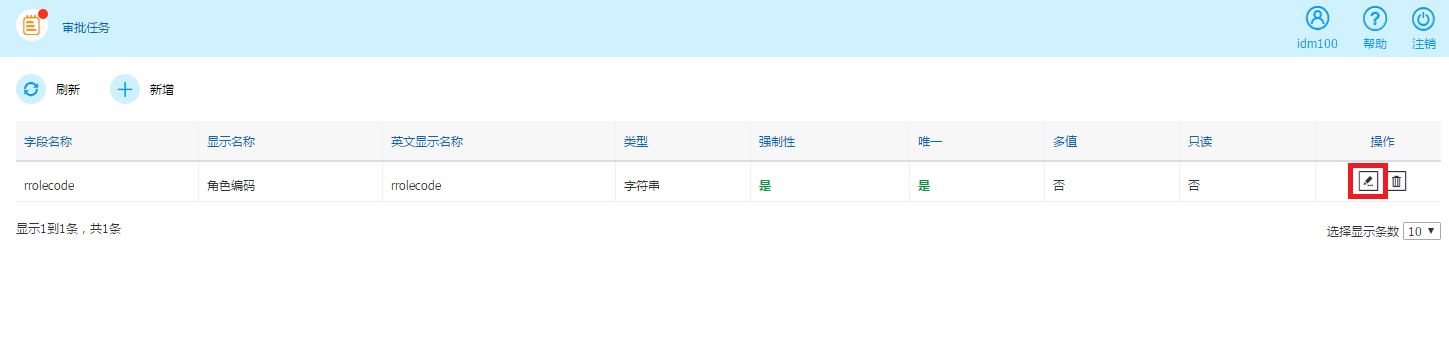 审批任务
idm100 帮助 注销
刷新 新增
字段名称 显示名称 英文显示名称 类型 强制性 唯一 多值 只读 操作
rrolecode 角色编码 rrolecode 字符串 是 是 否 否
显示1到1条，共1条
选择显示条数 10